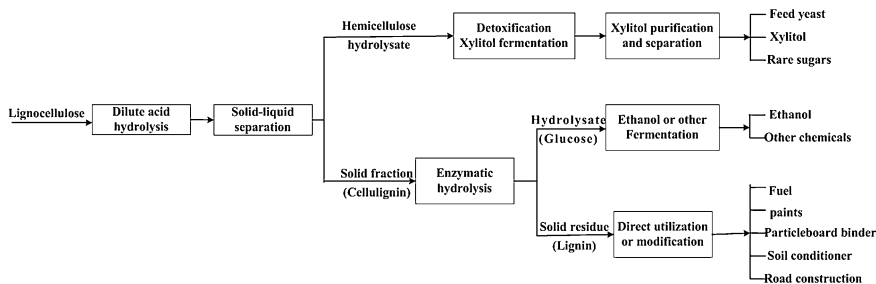 Lignocellulose
Dilute acid
hydrolysis
Solid-liquid
separation
Hemicellulose
hydrolysate
Detoxification
Xylitol fermentation
Xylitol purification
and separation
Feed yeast
Xylitol
Rare sugars
Solid fraction
(Cellulignin)
Enzymatic
hydrolysis
Hydrolysate
(Glucose)
Ethanol or other
Fermentation
Ethanol
Other chemicals
Solid residue
(Lignin)
Direct utilization
or modification
Fuel
paints
Particleboard binder
Soil conditioner
Road construction